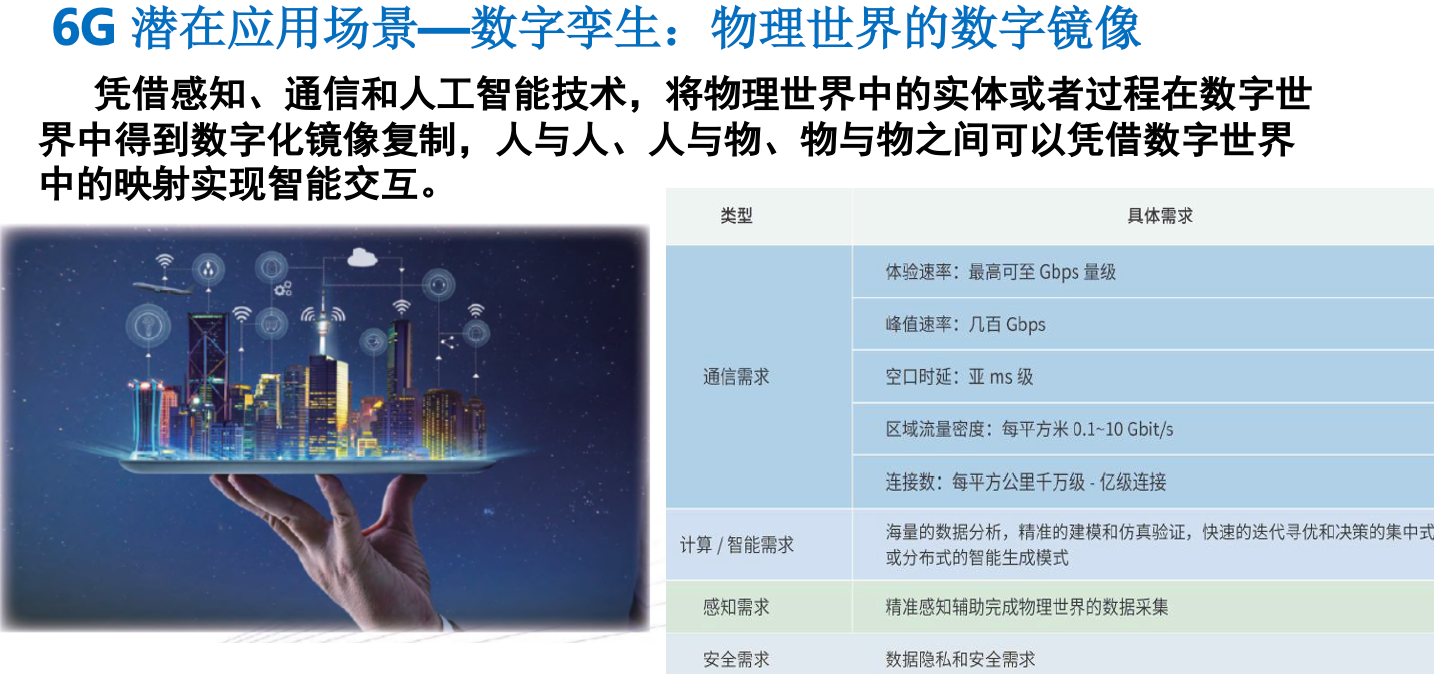 6G 潜在应用场景—数字孪生：物理世界的数字镜像
凭借感知、通信和人工智能技术，将物理世界中的实体或者过程在数字世
界中得到数字化镜像复制，人与人、人与物、物与物之间可以凭借数字世界
中的映射实现智能交互。
类型 具体需求
通信需求
体验速率：最高可至 Gbps 量级
峰值速率：几百 Gbps
空口时延：亚 ms 级
区域流量密度：每平方米 0.1~10 Gbit/s
连接数：每平方公里千万级 - 亿级连接
计算 / 智能需求
海量的数据分析，精准的建模和仿真验证，快速的迭代寻优和决策的集中式
或分布式的智能生成模式
感知需求 精准感知辅助完成物理世界的数据采集
安全需求 数据隐私和安全需求